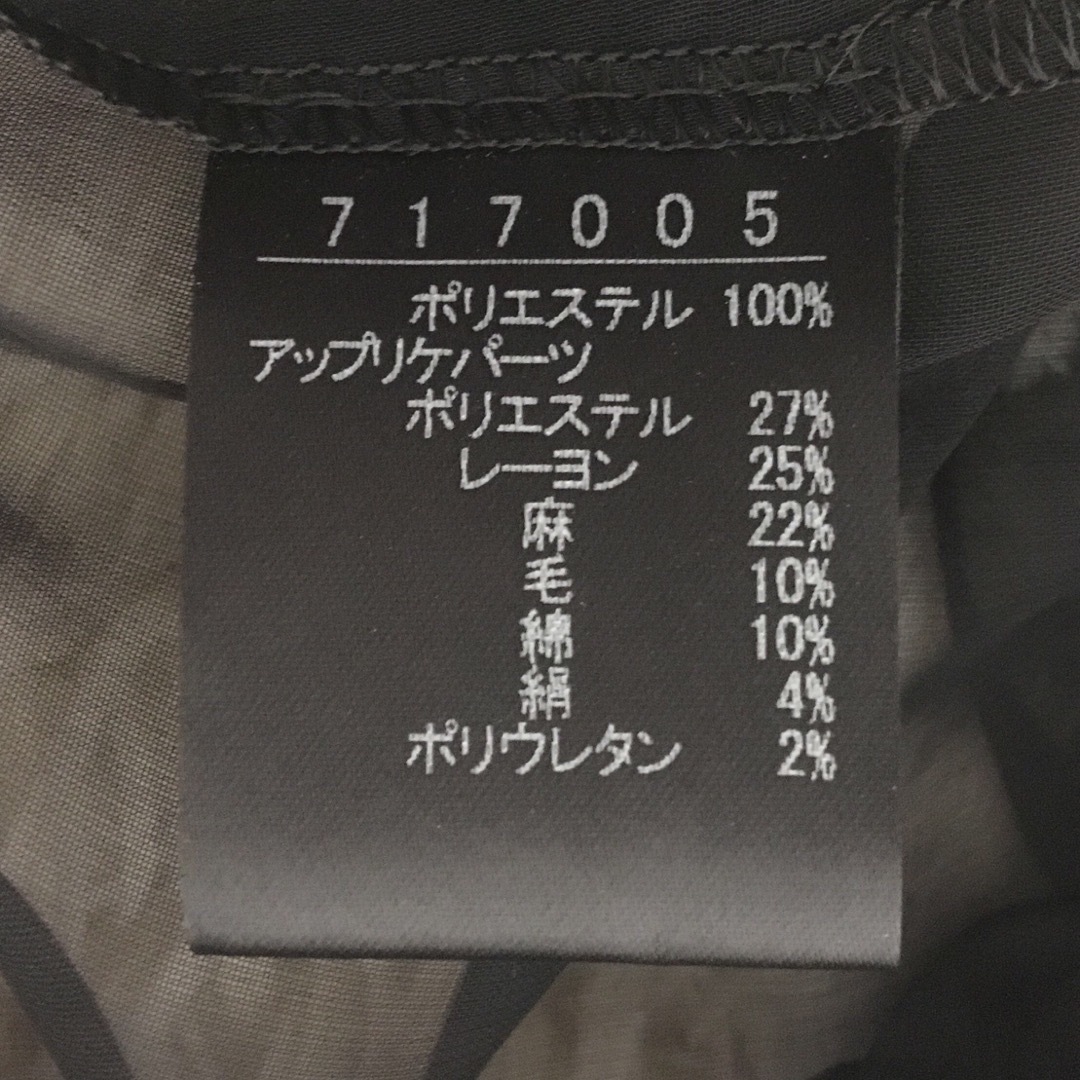 717005
ポリエステル 100%
アップリケパーツ
ポリエステル 27%
レーヨン 25%
麻 22%
毛 10%
綿 10%
絹 4%
ポリウレタン 2%